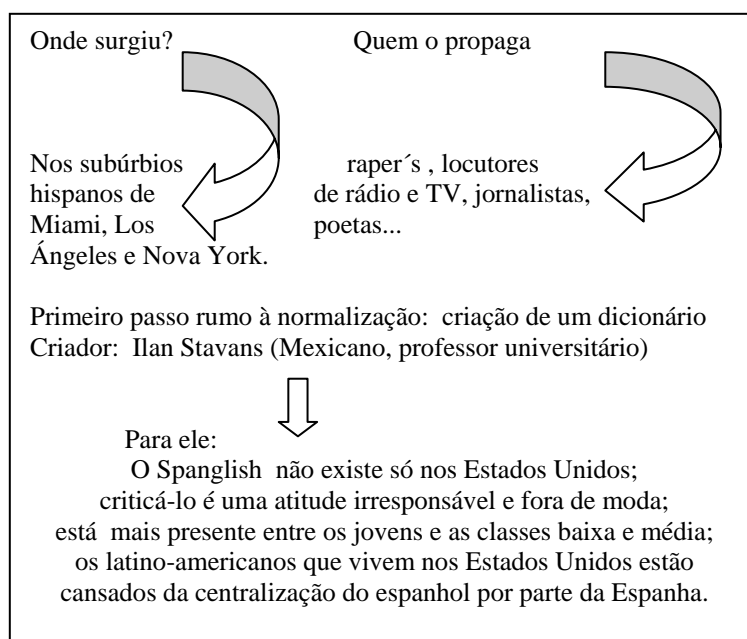 Onde surgiu?
Quem o propaga
Nos subúrbios
hispanos de
Miami, Los
Ángeles e Nova York.
raper´s , locutores
de rádio e TV, jornalistas,
poetas...
Primeiro passo rumo à normalização: criação de um dicionário
Criador: Ilan Stavans (Mexicano, professor universitário)
Para ele:
O Spanglish não existe só nos Estados Unidos;
criticá-lo é uma atitude irresponsável e fora de moda;
está mais presente entre os jovens e as classes baixa e média;
os latino-americanos que vivem nos Estados Unidos estão
cansados da centralização do espanhol por parte da Espanha.